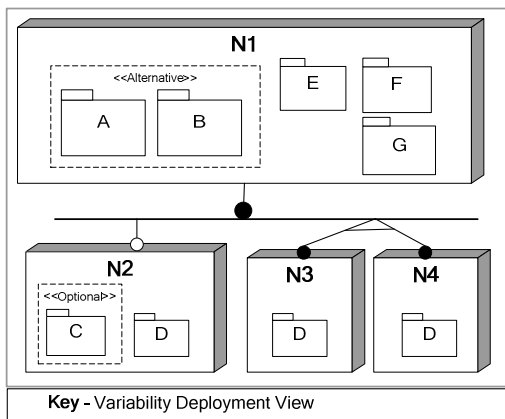 N1
<<Alternative>>
A
B
E
F
G
N2
N3
N4
<<Optional>>
C
D
D
D
Key - Variability Deployment View